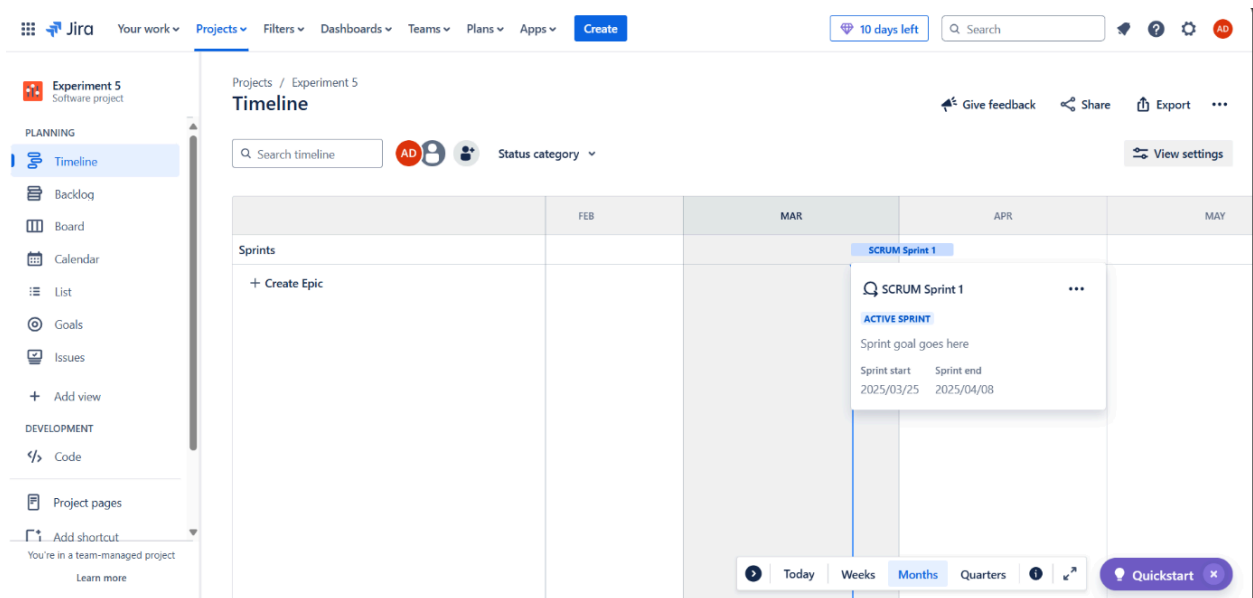 Jira Your work Projects Filters Dashboards Teams Plans Apps Create 10 days left Search AD
Experiment 5
Software project
PLANNING
Timeline
Backlog
Board
Calendar
List
Goals
Issues
Add view
DEVELOPMENT
Code
Project pages
Add shortcut
You're in a team-managed project
Learn more
Projects / Experiment 5
Timeline
Give feedback Share Export
Search timeline AD Status category View settings
FEB MAR APR MAY
Sprints SCRUM Sprint 1
+ Create Epic
SCRUM Sprint 1
ACTIVE SPRINT
Sprint goal goes here
Sprint start Sprint end
2025/03/25 2025/04/08
Today Weeks Months Quarters Quickstart